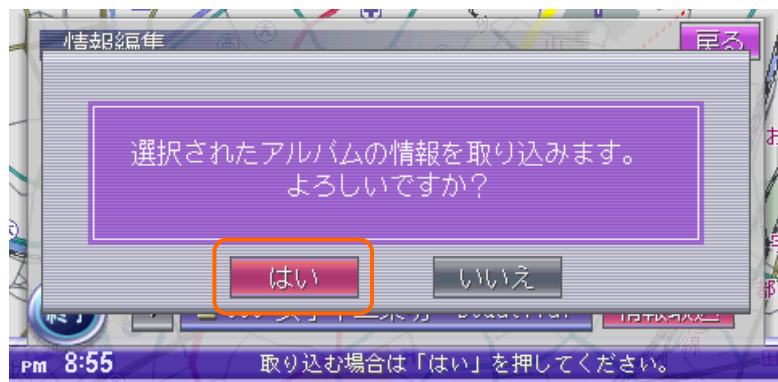 情報編集
戻る
選択されたアルバムの情報を取り込みます。
よろしいですか?
はい
いいえ
終了
PM 8:55
取り込む場合は「はい」を押してください。